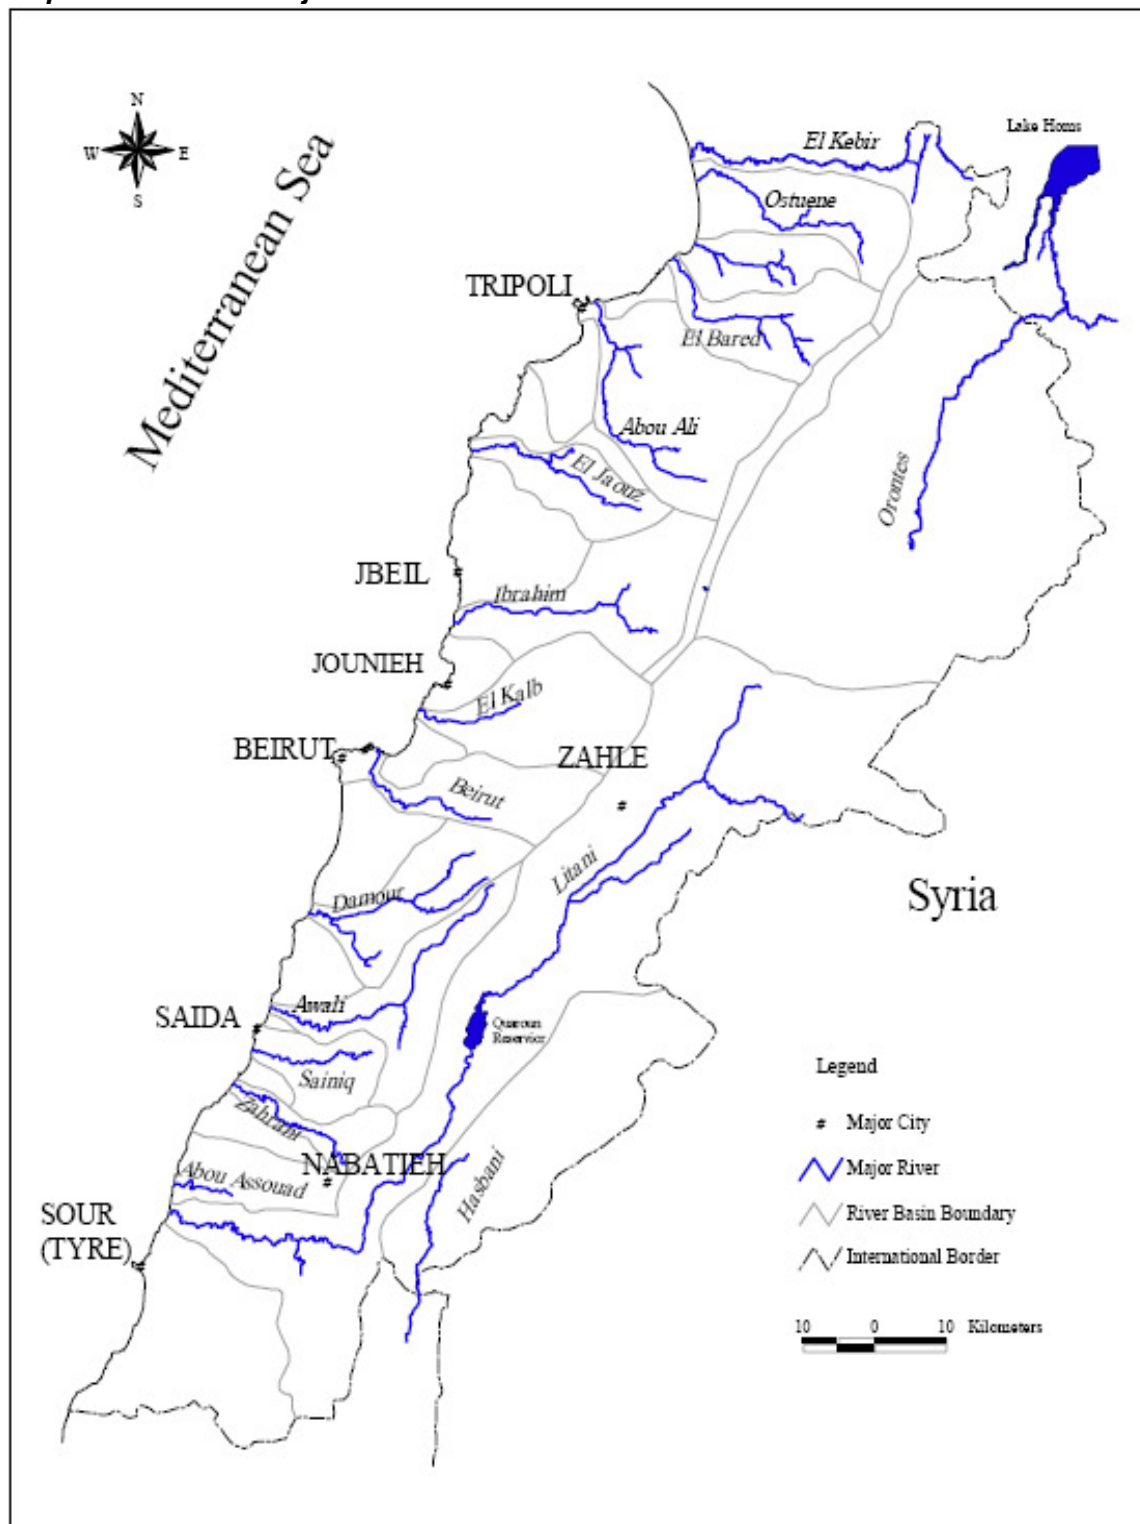 N
W E
S
Mediterranean Sea
Lake Homs
El Kebir
Ostuene
TRIPOLI
El Bared
Abou Ali
El Jaouz
Orontes
JBEIL
Ibrahim
JOUNIEH
El Kalb
BEIRUT
ZAHLE
Beirut
Litani
Damour
Syria
Awali
SAIDA
Quaroun
Reservior
Sainiq
Zahrani
NABATIEH
Abou Assouad
Hasbani
SOUR
(TYRE)
Legend
# Major City
Major River
River Basin Boundary
International Border
10 0 10 Kilometers